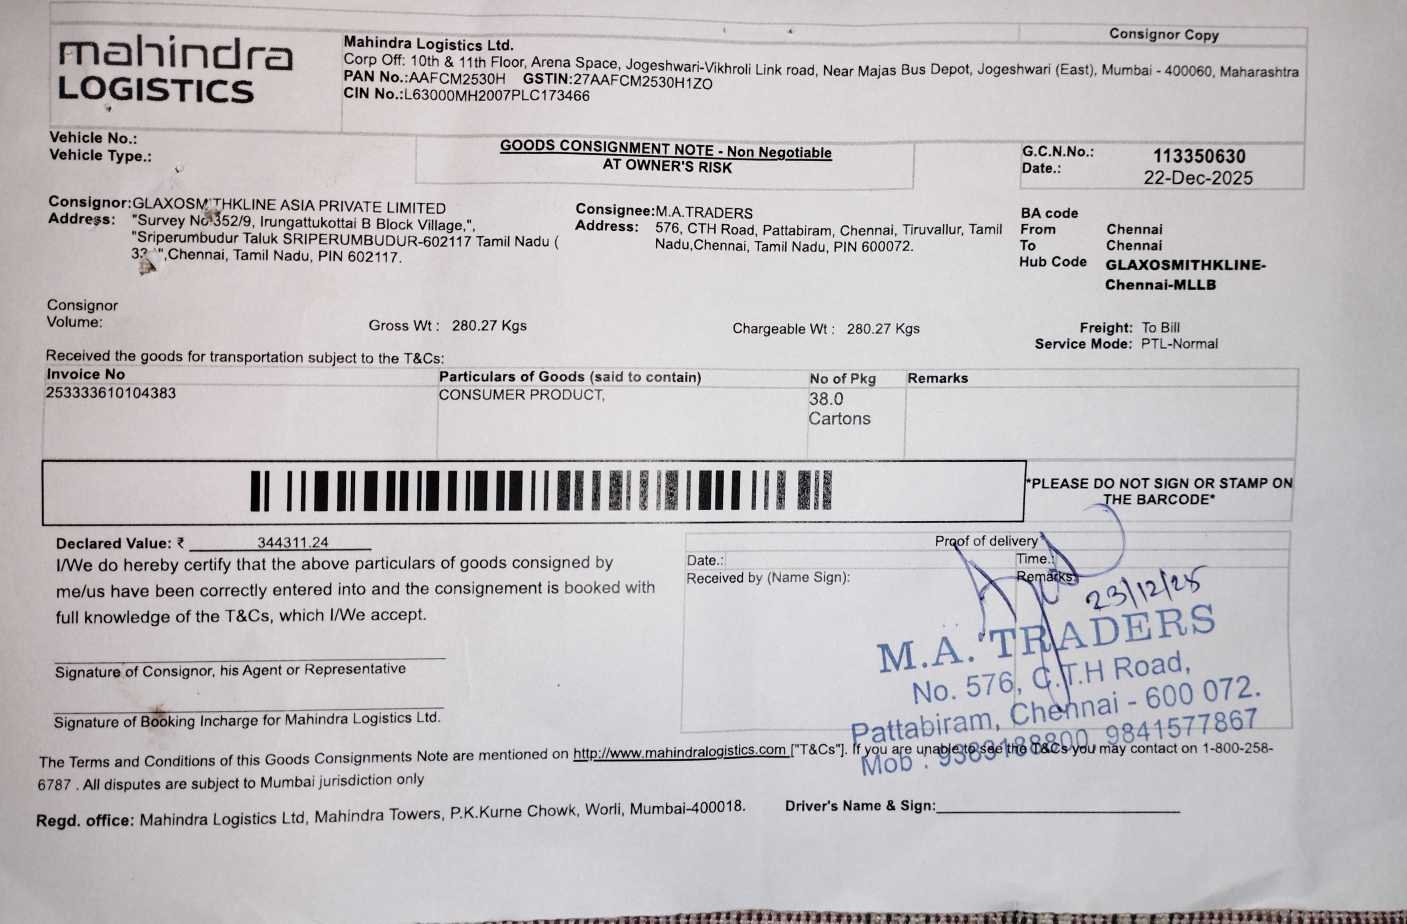 Consignor Copy
mahindra
LOGISTICS
Mahindra Logistics Ltd.
Corp Off: 10th & 11th Floor, Arena Space, Jogeshwari-Vikhroli Link road, Near Majas Bus Depot, Jogeshwari (East), Mumbai - 400060, Maharashtra
PAN No.:AAFCM2530H GSTIN:27AAFCM2530H1ZO
CIN No.:L63000MH2007PLC173466
Vehicle No.:
Vehicle Type.:
GOODS CONSIGNMENT NOTE - Non Negotiable
AT OWNER'S RISK
G.C.N.No.: 113350630
Date.: 22-Dec-2025
Consignor:GLAXOSMITHKLINE ASIA PRIVATE LIMITED
Address: "Survey No 352/9, Irungattukottai B Block Village,",
"Sriperumbudur Taluk SRIPERUMBUDUR-602117 Tamil Nadu (
",Chennai, Tamil Nadu, PIN 602117.
Consignee:M.A.TRADERS
Address: 576, CTH Road, Pattabiram, Chennai, Tiruvallur, Tamil
Nadu,Chennai, Tamil Nadu, PIN 600072.
BA code
From Chennai
To Chennai
Hub Code GLAXOSMITHKLINE-
Chennai-MLLB
Consignor
Volume:
Gross Wt : 280.27 Kgs
Chargeable Wt : 280.27 Kgs
Freight: To Bill
Service Mode: PTL-Normal
Received the goods for transportation subject to the T&Cs:
Invoice No Particulars of Goods (said to contain) No of Pkg Remarks
253333610104383 CONSUMER PRODUCT, 38.0
Cartons
*PLEASE DO NOT SIGN OR STAMP ON
THE BARCODE*
Declared Value: ₹ 344311.24
I/We do hereby certify that the above particulars of goods consigned by
me/us have been correctly entered into and the consignement is booked with
full knowledge of the T&Cs, which I/We accept.
Signature of Consignor, his Agent or Representative
Signature of Booking Incharge for Mahindra Logistics Ltd.
Proof of delivery
Date.: Time.:
Received by (Name Sign): Remarks:
23/12/25
M.A. TRADERS
No. 576, C.T.H Road,
Pattabiram, Chennai - 600 072.
Mob : 9383188800, 9841577867
The Terms and Conditions of this Goods Consignments Note are mentioned on http://www.mahindralogistics.com ["T&Cs"]. If you are unable to see the T&Cs you may contact on 1-800-258-
6787 . All disputes are subject to Mumbai jurisdiction only
Regd. office: Mahindra Logistics Ltd, Mahindra Towers, P.K.Kurne Chowk, Worli, Mumbai-400018.
Driver's Name & Sign: